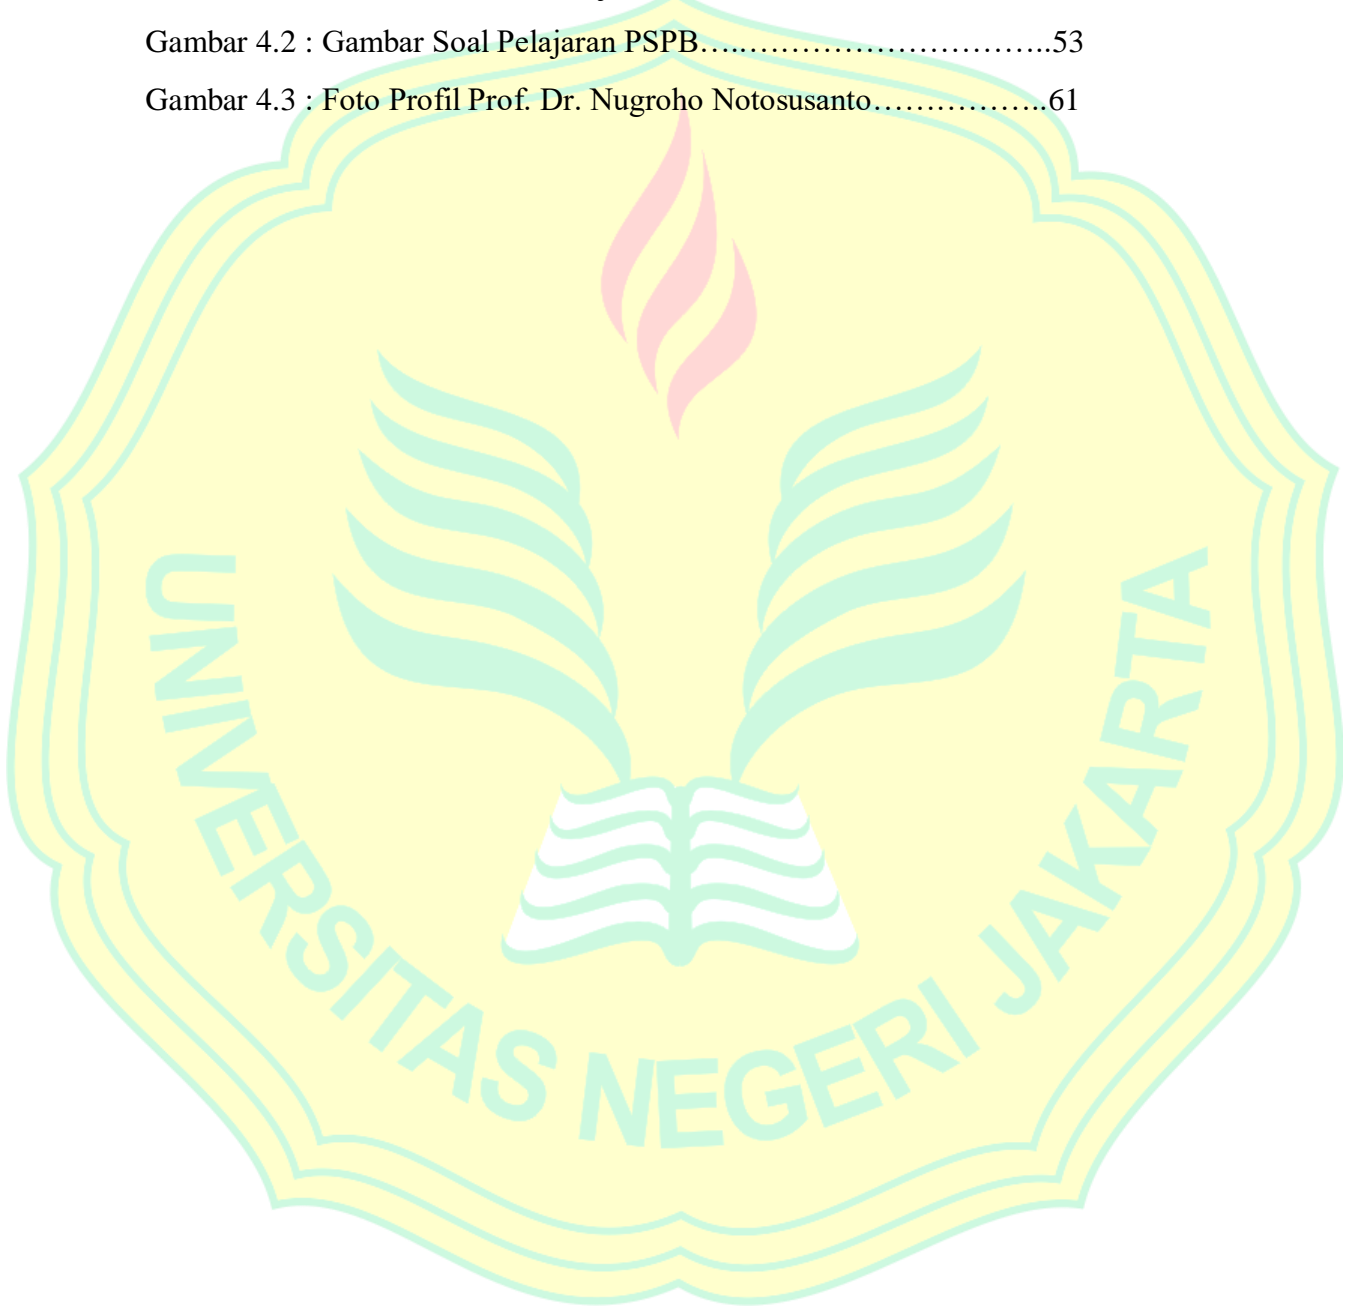 Gambar 4.2 : Gambar Soal Pelajaran PSPB…..………………………..53
Gambar 4.3 : Foto Profil Prof. Dr. Nugroho Notosusanto……………..61
UNIVERSITAS NEGERI JAKARTA